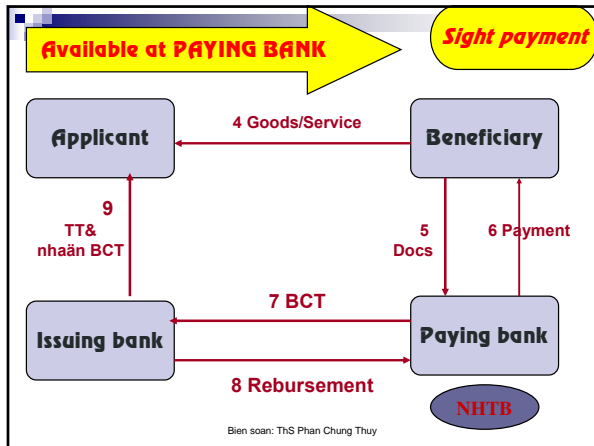 Available at PAYING BANK
Sight payment
Applicant
4 Goods/Service
Beneficiary
9
TT&
nhaän BCT
5
Docs
6 Payment
7 BCT
Issuing bank
Paying bank
8 Rebursement
NHTB
Bien soan: ThS Phan Chung Thuy